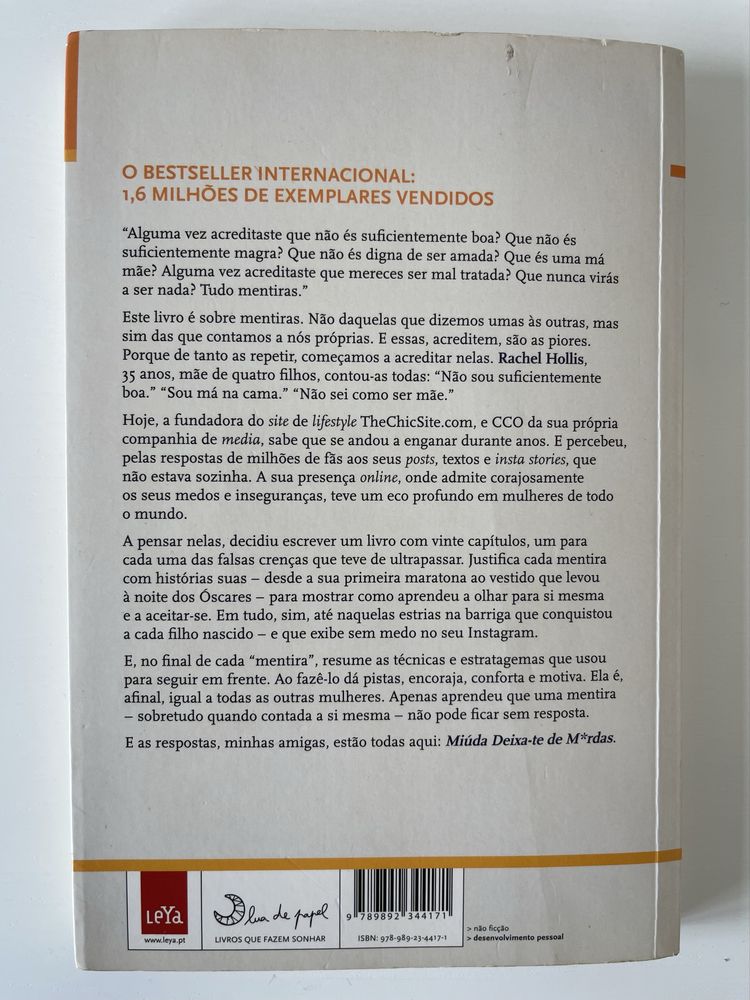 O BESTSELLER INTERNACIONAL:
1,6 MILHÕES DE EXEMPLARES VENDIDOS
“Alguma vez acreditaste que não és suficientemente boa? Que não és
suficientemente magra? Que não és digna de ser amada? Que és uma má
mãe? Alguma vez acreditaste que mereces ser mal tratada? Que nunca virás
a ser nada? Tudo mentiras.”
Este livro é sobre mentiras. Não daquelas que dizemos umas às outras, mas
sim das que contamos a nós próprias. E essas, acreditem, são as piores.
Porque de tanto as repetir, começamos a acreditar nelas. Rachel Hollis,
35 anos, mãe de quatro filhos, contou-as todas: “Não sou suficientemente
boa.” “Sou má na cama.” “Não sei como ser mãe.”
Hoje, a fundadora do site de lifestyle TheChicSite.com, e CCO da sua própria
companhia de media, sabe que se andou a enganar durante anos. E percebeu,
pelas respostas de milhões de fãs aos seus posts, textos e insta stories, que
não estava sozinha. A sua presença online, onde admite corajosamente
os seus medos e inseguranças, teve um eco profundo em mulheres de todo
o mundo.
A pensar nelas, decidiu escrever um livro com vinte capítulos, um para
cada uma das falsas crenças que teve de ultrapassar. Justifica cada mentira
com histórias suas – desde a sua primeira maratona ao vestido que levou
à noite dos Óscares – para mostrar como aprendeu a olhar para si mesma
e a aceitar-se. Em tudo, sim, até naquelas estrias na barriga que conquistou
a cada filho nascido – e que exibe sem medo no seu Instagram.
E, no final de cada “mentira”, resume as técnicas e estratagemas que usou
para seguir em frente. Ao fazê-lo dá pistas, encoraja, conforta e motiva. Ela é,
afinal, igual a todas as outras mulheres. Apenas aprendeu que uma mentira
– sobretudo quando contada a si mesma – não pode ficar sem resposta.
E as respostas, minhas amigas, estão todas aqui: Miúda Deixa-te de M*rdas.
LeYa
www.leya.pt
lua de papel
LIVROS QUE FAZEM SONHAR
9 789892 344171
ISBN: 978-989-23-4417-1
> não ficção
> desenvolvimento pessoal